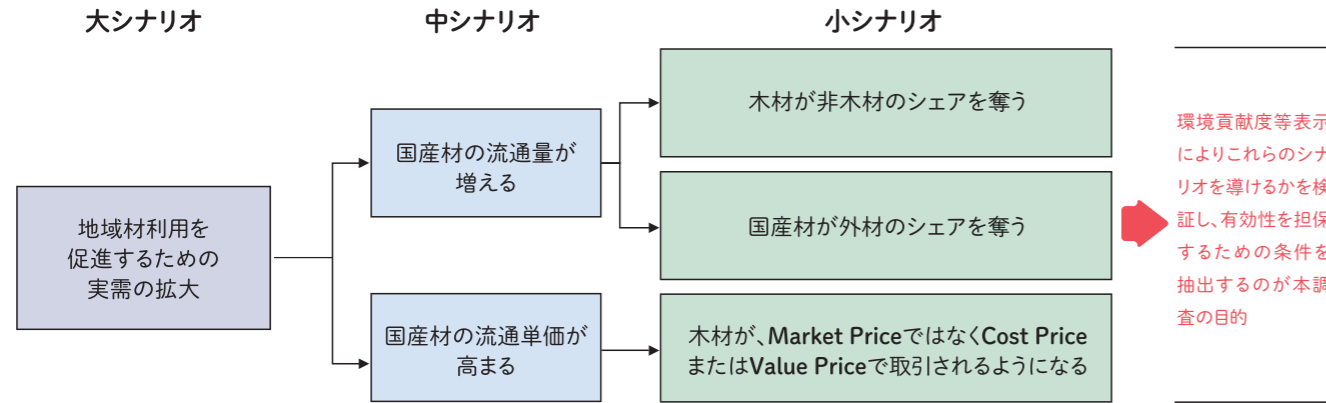 大シナリオ
中シナリオ
小シナリオ
地域材利用を
促進するための
実需の拡大
国産材の流通量が
増える
国産材の流通単価が
高まる
木材が非木材のシェアを奪う
国産材が外材のシェアを奪う
木材が、Market PriceではなくCost Price
またはValue Priceで取引されるようになる
環境貢献度等表示
によりこれらのシナ
リオを導けるかを検
証し、有効性を担保
するための条件を
抽出するのが本調
査の目的